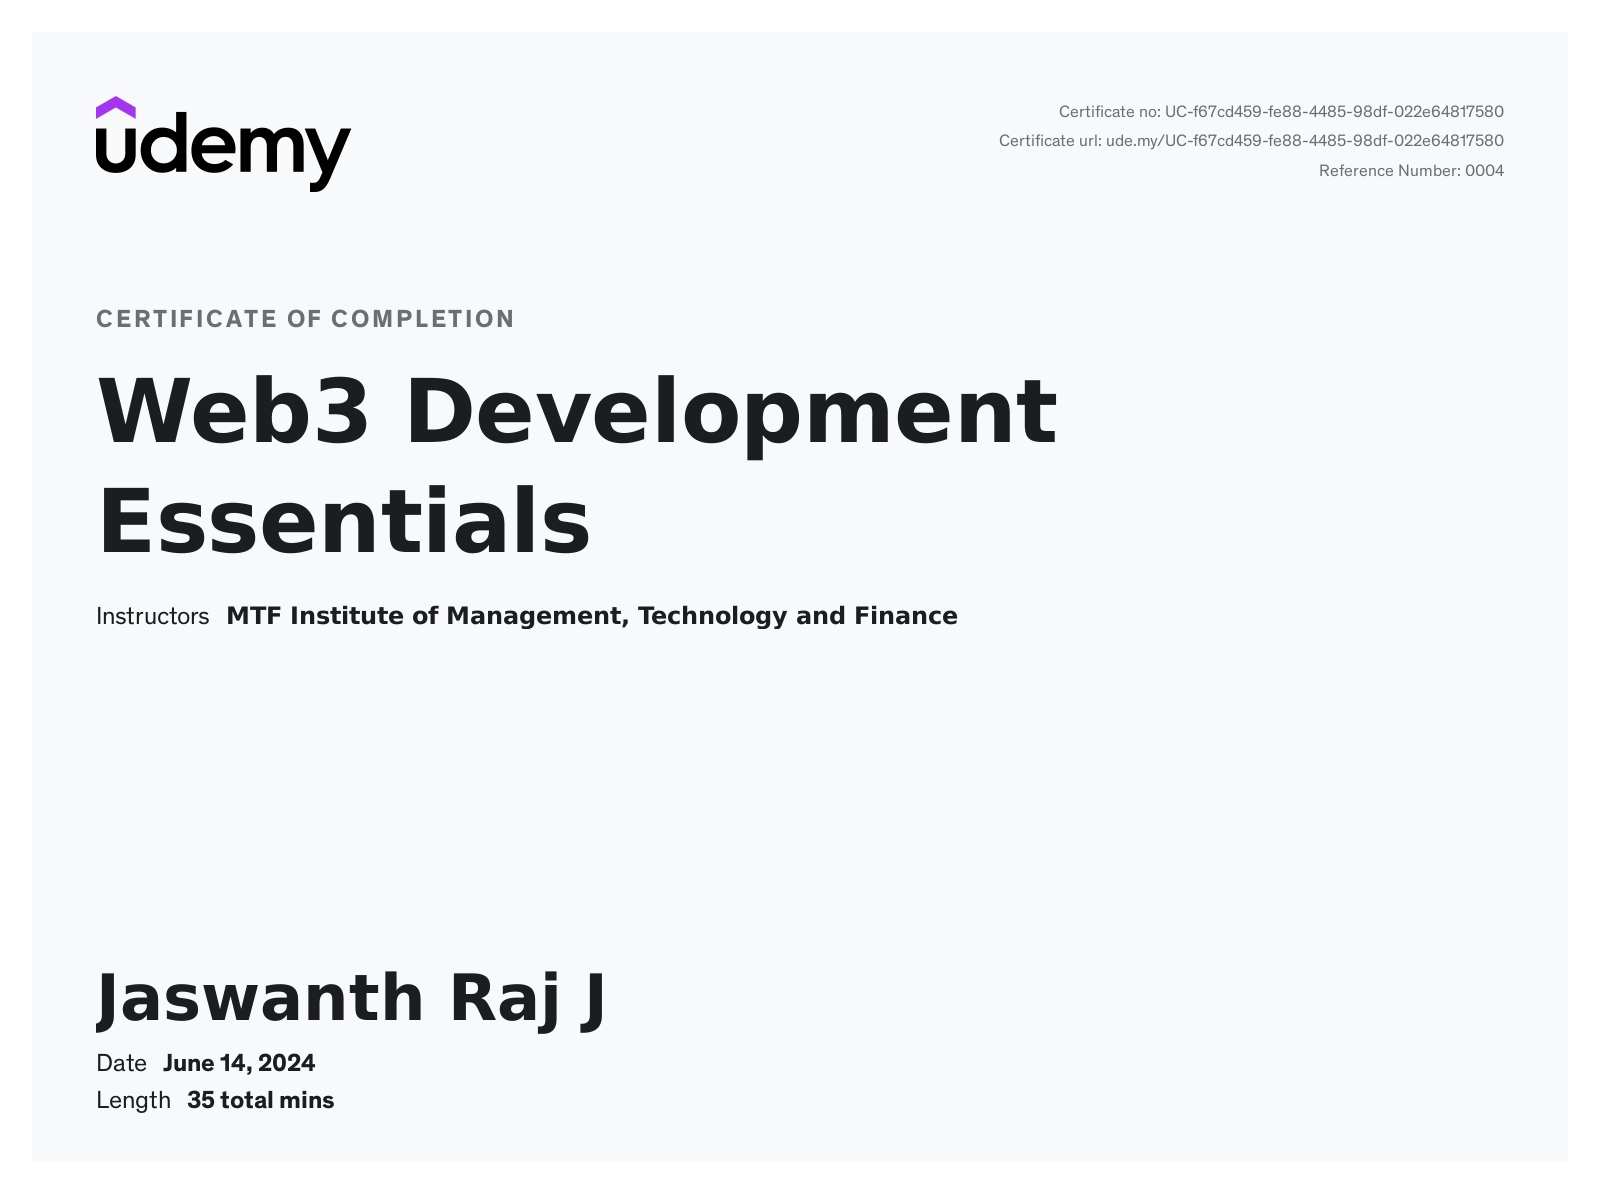 udemy
Certificate no: UC-f67cd459-fe88-4485-98df-022e64817580
Certificate url: ude.my/UC-f67cd459-fe88-4485-98df-022e64817580
Reference Number: 0004
CERTIFICATE OF COMPLETION
Web3 Development
Essentials
Instructors MTF Institute of Management, Technology and Finance
Jaswanth Raj J
Date June 14, 2024
Length 35 total mins